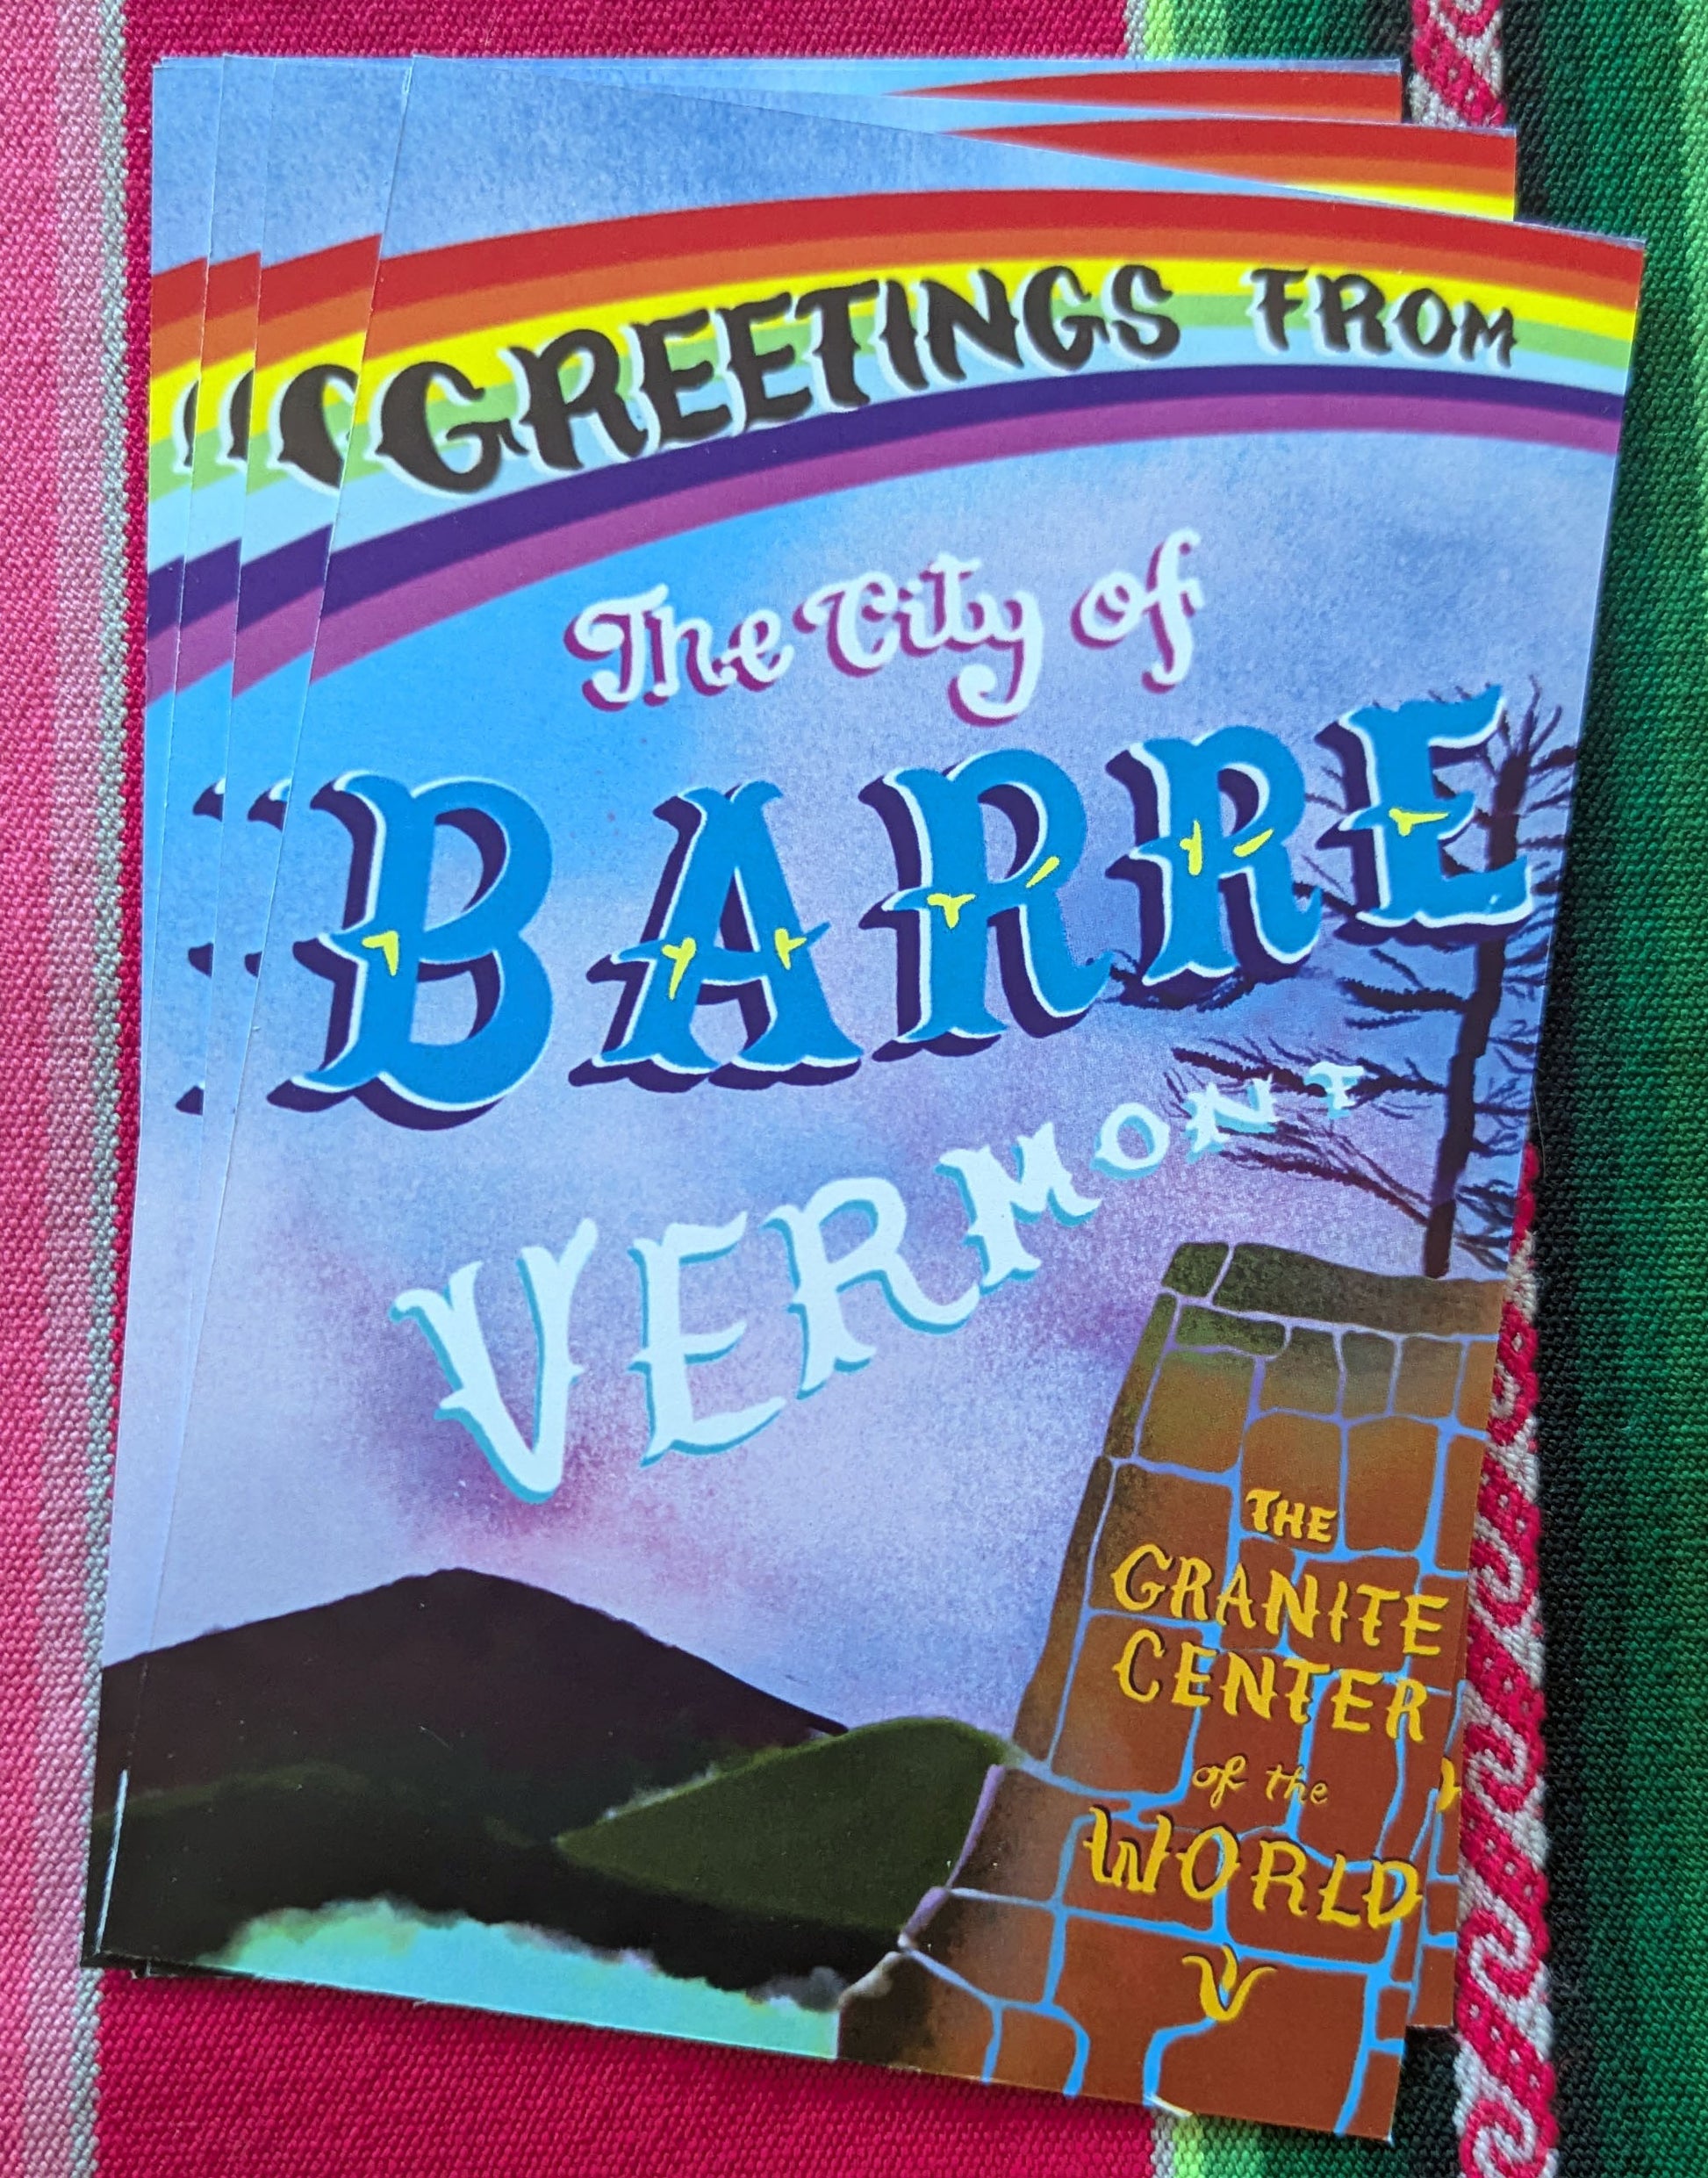 GREETINGS FROM
The City of
BARRE
VERMONT
THE
GRANITE
CENTER
of the
WORLD